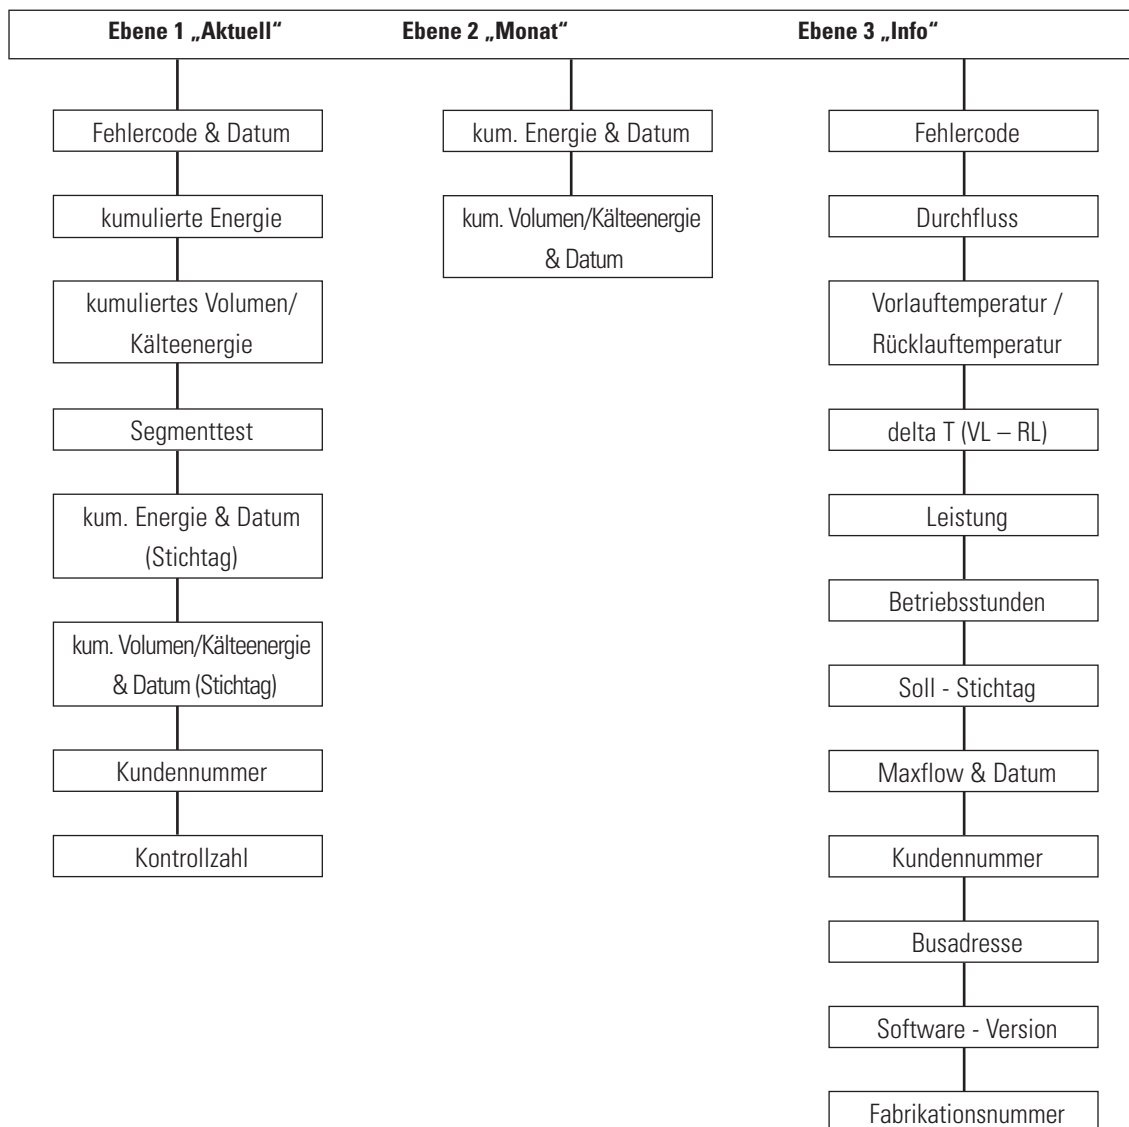 Ebene 1 „Aktuell“
Ebene 2 „Monat“
Ebene 3 „Info“
Fehlercode & Datum
kumulierte Energie
kumuliertes Volumen/
Kälteenergie
Segmenttest
kum. Energie & Datum
(Stichtag)
kum. Volumen/Kälteenergie
& Datum (Stichtag)
Kundennummer
Kontrollzahl
kum. Energie & Datum
kum. Volumen/Kälteenergie
& Datum
Fehlercode
Durchfluss
Vorlauftemperatur /
Rücklauftemperatur
delta T (VL – RL)
Leistung
Betriebsstunden
Soll - Stichtag
Maxflow & Datum
Kundennummer
Busadresse
Software - Version
Fabrikationsnummer